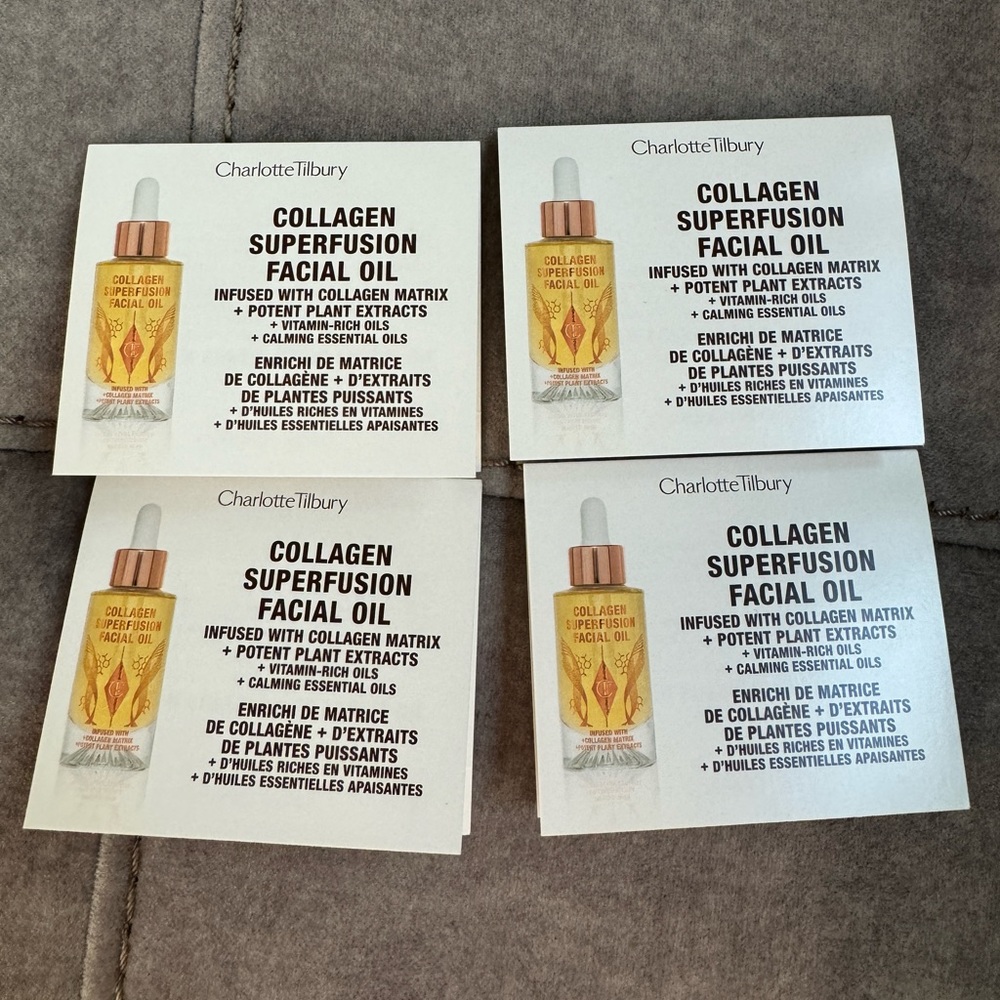 CharlotteTilbury
COLLAGEN
SUPERFUSION
FACIAL OIL
INFUSED WITH COLLAGEN MATRIX
+ POTENT PLANT EXTRACTS
+ VITAMIN-RICH OILS
+ CALMING ESSENTIAL OILS
ENRICHI DE MATRICE
DE COLLAGÈNE + D'EXTRAITS
DE PLANTES PUISSANTS
+ D'HUILES RICHES EN VITAMINES
+ D'HUILES ESSENTIELLES APAISANTES
COLLAGEN
SUPERFUSION
FACIAL OIL
INFUSED WITH
+COLLAGEN MATRIX
+POTENT PLANT EXTRACTS
CharlotteTilbury
COLLAGEN
SUPERFUSION
FACIAL OIL
INFUSED WITH COLLAGEN MATRIX
+ POTENT PLANT EXTRACTS
+ VITAMIN-RICH OILS
+ CALMING ESSENTIAL OILS
ENRICHI DE MATRICE
DE COLLAGÈNE + D'EXTRAITS
DE PLANTES PUISSANTS
+ D'HUILES RICHES EN VITAMINES
+ D'HUILES ESSENTIELLES APAISANTES
COLLAGEN
SUPERFUSION
FACIAL OIL
INFUSED WITH
+COLLAGEN MATRIX
+POTENT PLANT EXTRACTS
CharlotteTilbury
COLLAGEN
SUPERFUSION
FACIAL OIL
INFUSED WITH COLLAGEN MATRIX
+ POTENT PLANT EXTRACTS
+ VITAMIN-RICH OILS
+ CALMING ESSENTIAL OILS
ENRICHI DE MATRICE
DE COLLAGÈNE + D'EXTRAITS
DE PLANTES PUISSANTS
+ D'HUILES RICHES EN VITAMINES
+ D'HUILES ESSENTIELLES APAISANTES
COLLAGEN
SUPERFUSION
FACIAL OIL
INFUSED WITH
+COLLAGEN MATRIX
+POTENT PLANT EXTRACTS
CharlotteTilbury
COLLAGEN
SUPERFUSION
FACIAL OIL
INFUSED WITH COLLAGEN MATRIX
+ POTENT PLANT EXTRACTS
+ VITAMIN-RICH OILS
+ CALMING ESSENTIAL OILS
ENRICHI DE MATRICE
DE COLLAGÈNE + D'EXTRAITS
DE PLANTES PUISSANTS
+ D'HUILES RICHES EN VITAMINES
+ D'HUILES ESSENTIELLES APAISANTES
COLLAGEN
SUPERFUSION
FACIAL OIL
INFUSED WITH
+COLLAGEN MATRIX
+POTENT PLANT EXTRACTS